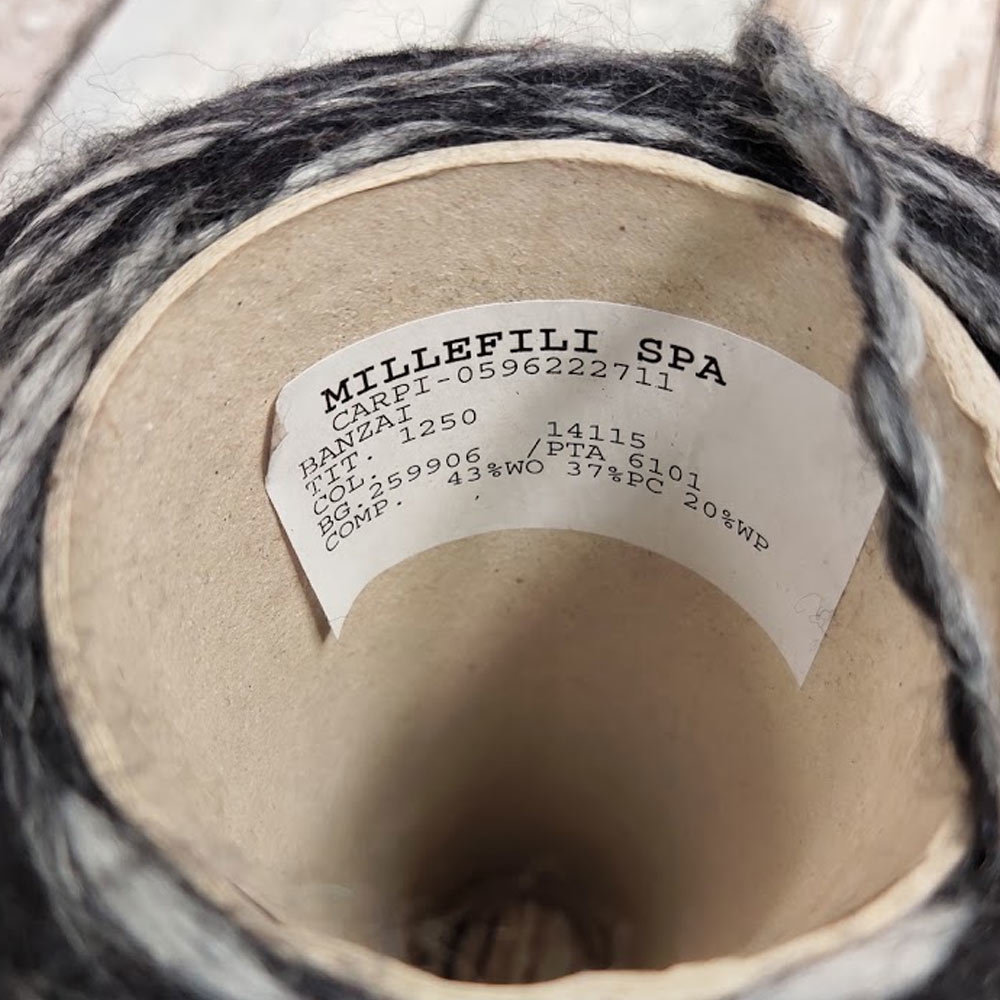 MILLEFILI SPA
CARPI-0596222711
BANZAI
TIT. 1250
COL. 14115
BG.259906 /PTA 6101
COMP. 43%WO 37%PC 20%WP